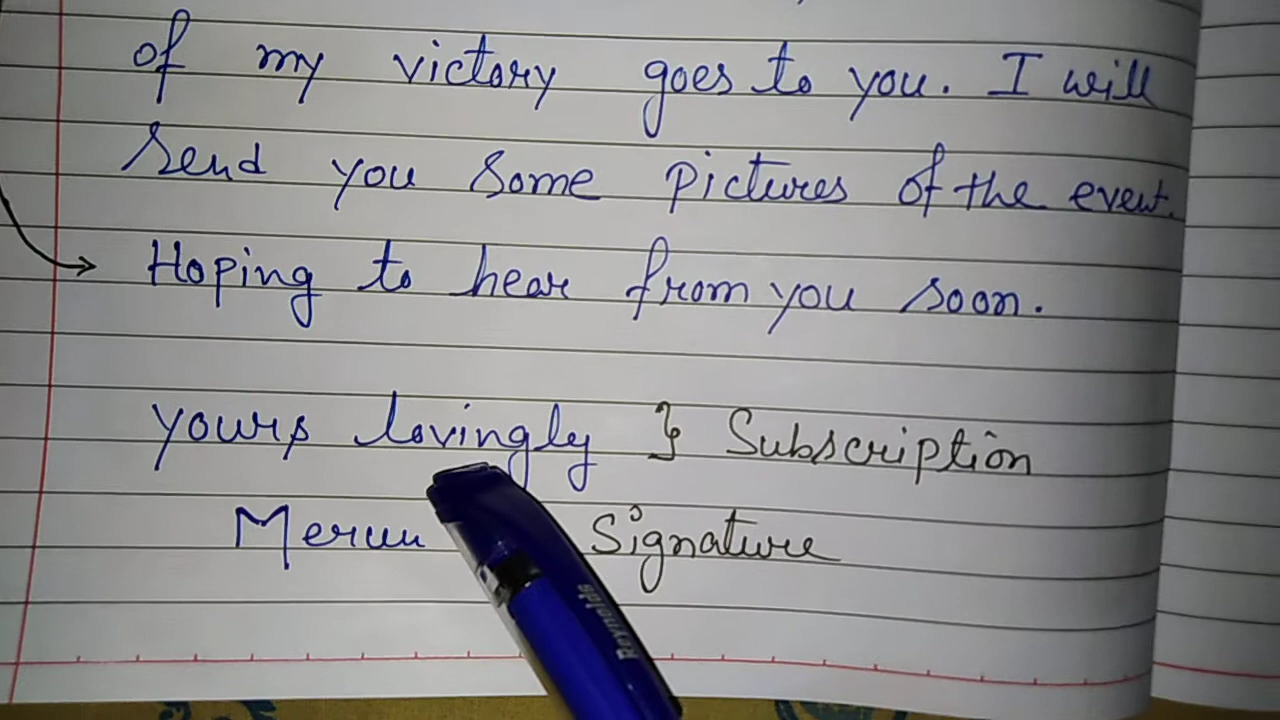 of my victory goes to you. I will
send you some pictures of the event.
Hoping to hear from you soon.
yours lovingly } Subscription
Signature
Reynolds